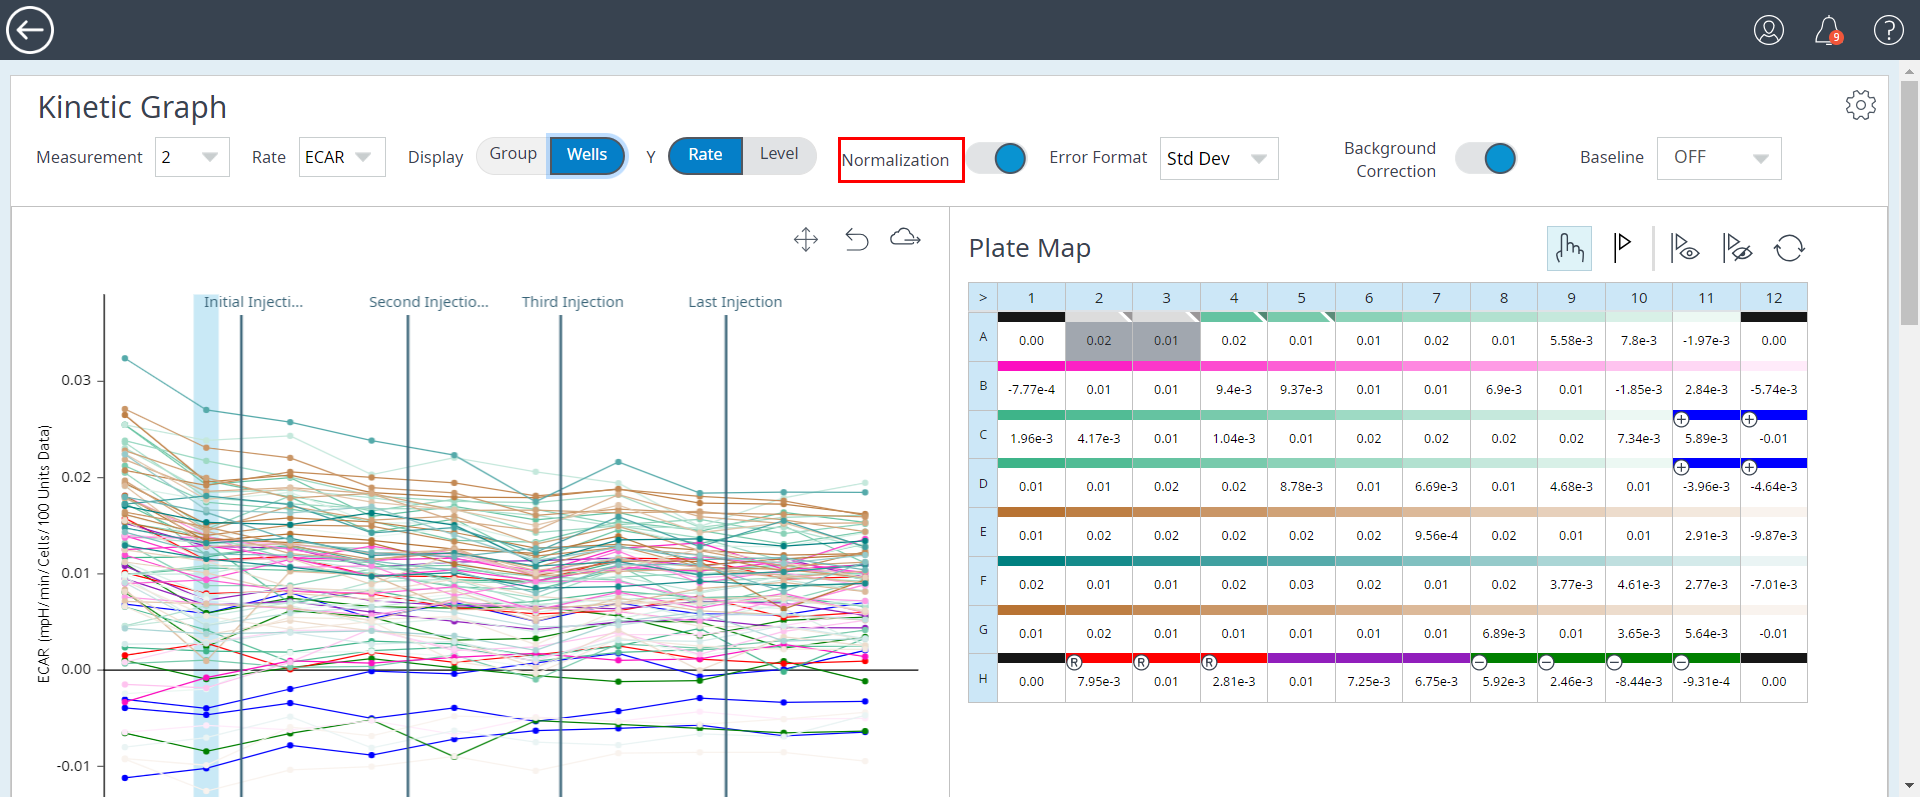 9 ?
Kinetic Graph
Measurement 2 Rate ECAR Display Group Wells Y Rate Level Normalization Error Format Std Dev Background Correction Baseline OFF
Plate Map
Initial Injecti... Second Injectio... Third Injection Last Injection
0.03
0.02
0.01
0.00
-0.01
ECAR (mpH/min/Cells/100 Units Data)
> 1 2 3 4 5 6 7 8 9 10 11 12
A 0.00 0.02 0.01 0.02 0.01 0.01 0.02 0.01 5.58e-3 7.8e-3 -1.97e-3 0.00
B -7.77e-4 0.01 0.01 9.4e-3 9.37e-3 0.01 0.01 6.9e-3 0.01 -1.85e-3 2.84e-3 -5.74e-3
C 1.96e-3 4.17e-3 0.01 1.04e-3 0.01 0.02 0.02 0.02 0.02 7.34e-3 + 5.89e-3 + -0.01
D 0.01 0.01 0.02 0.02 8.78e-3 0.01 6.69e-3 0.01 4.68e-3 0.01 + -3.96e-3 + -4.64e-3
E 0.01 0.02 0.02 0.02 0.02 0.02 9.56e-4 0.02 0.01 0.01 2.91e-3 -9.87e-3
F 0.02 0.01 0.01 0.02 0.03 0.02 0.01 0.02 3.77e-3 4.61e-3 2.77e-3 -7.01e-3
G 0.01 0.02 0.01 0.01 0.01 0.01 0.01 6.89e-3 0.01 3.65e-3 5.64e-3 -0.01
H 0.00 R 7.95e-3 R 0.01 R 2.81e-3 0.01 7.25e-3 6.75e-3 − 5.92e-3 − 2.46e-3 − -8.44e-3 − -9.31e-4 0.00